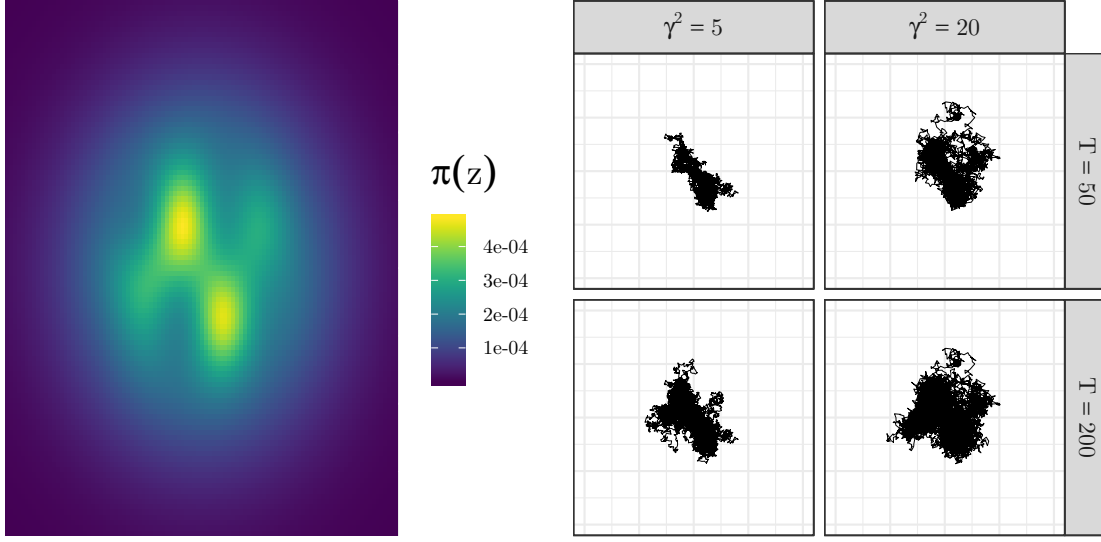 π(z)
4e-04
3e-04
2e-04
1e-04
γ² = 5
γ² = 20
T = 50
T = 200